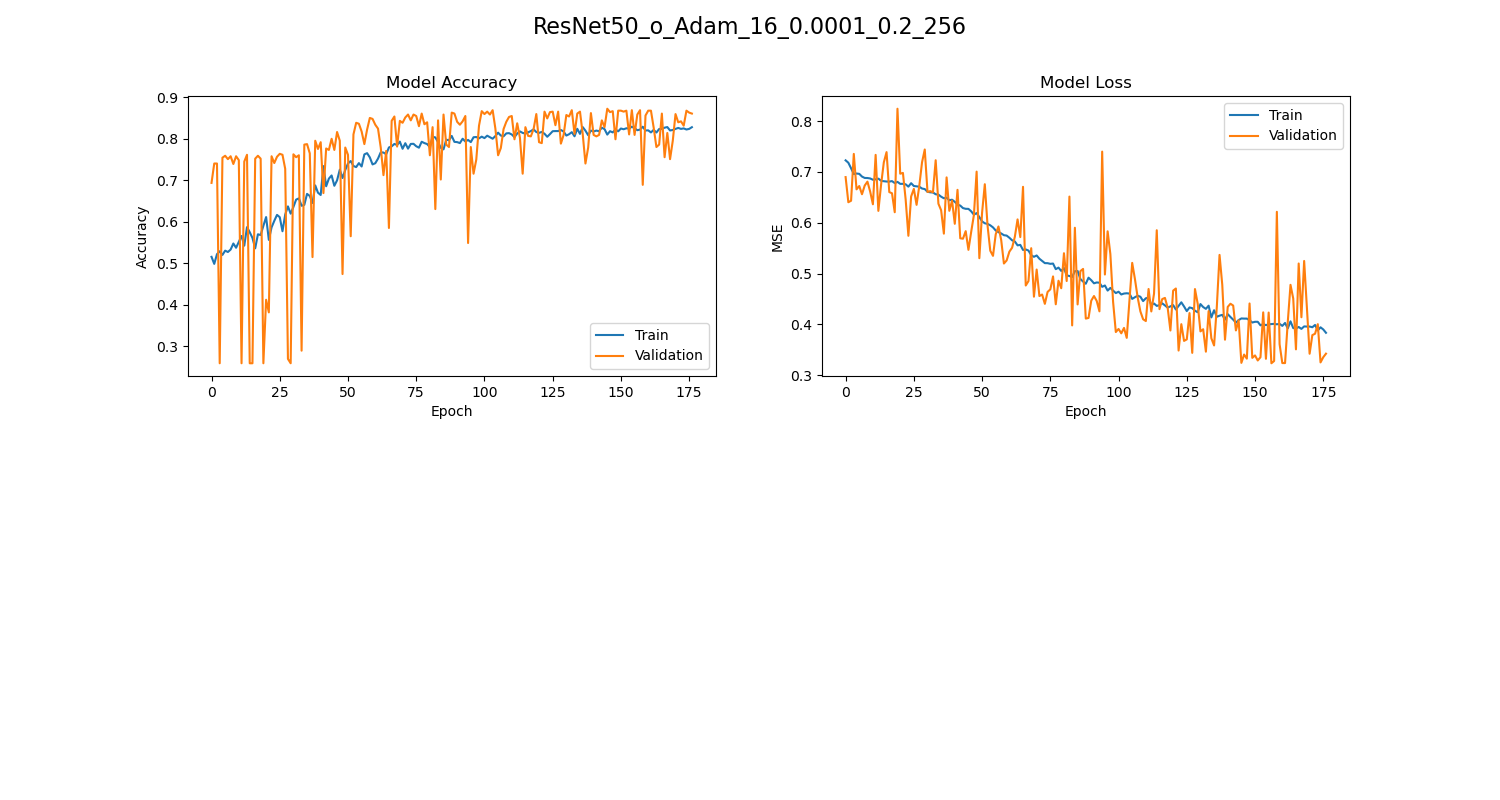 ResNet50_o_Adam_16_0.0001_0.2_256
Model Accuracy
0.9
0.8
0.7
0.6
0.5
0.4
0.3
Accuracy
0 25 50 75 100 125 150 175
Epoch
Train
Validation
Model Loss
0.8
0.7
0.6
0.5
0.4
0.3
MSE
0 25 50 75 100 125 150 175
Epoch
Train
Validation